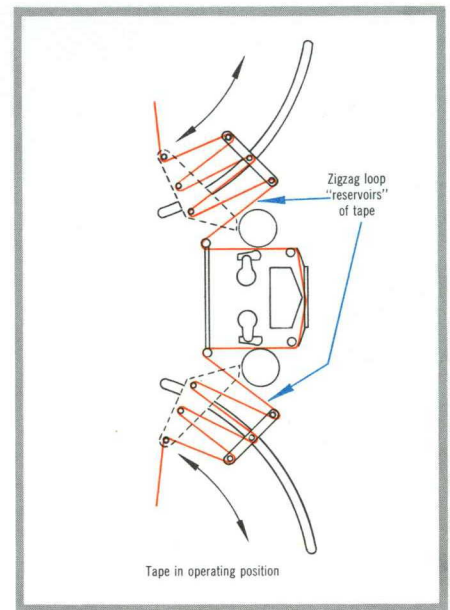 Zigzag loop
"reservoirs"
of tape
Tape in operating position